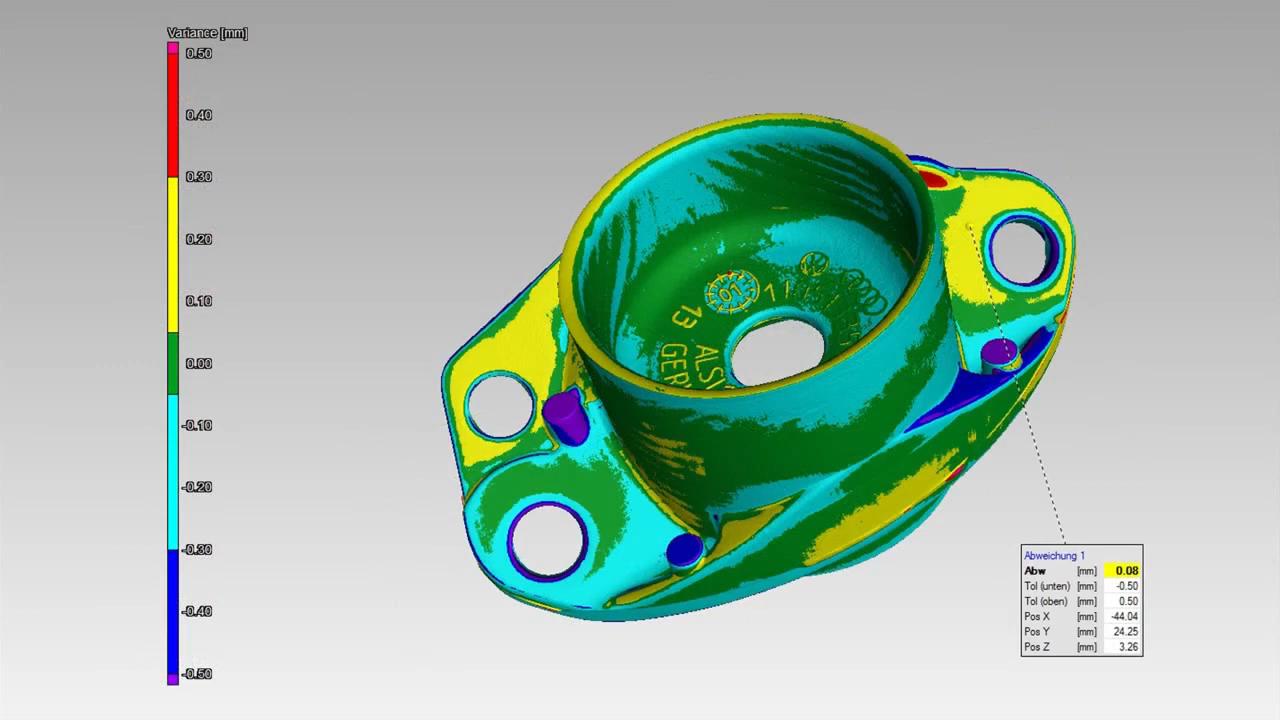 Variance [mm]
0.50
0.40
0.30
0.20
0.10
0.00
-0.10
-0.20
-0.30
-0.40
-0.50
01
13
ALS
GER
Abweichung 1
Abw [mm] 0.08
Tol (unten) [mm] -0.50
Tol (oben) [mm] 0.50
Pos X [mm] -44.04
Pos Y [mm] 24.25
Pos Z [mm] 3.26